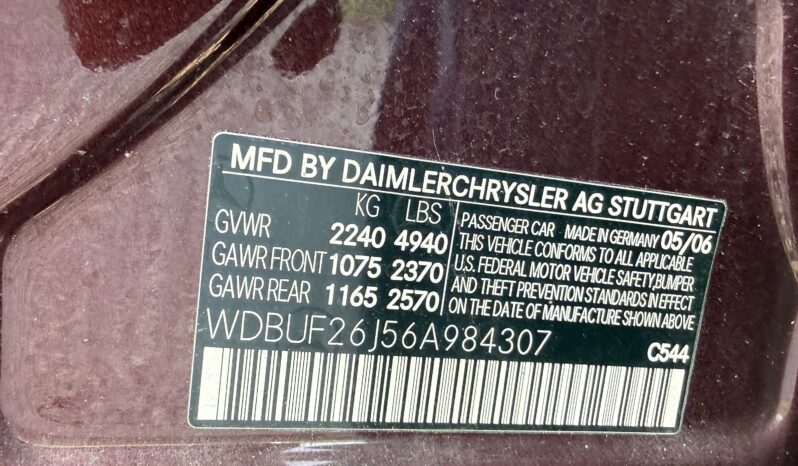 MFD BY DAIMLERCHRYSLER AG STUTTGART
KG LBS
GVWR 2240 4940
GAWR FRONT 1075 2370
GAWR REAR 1165 2570
PASSENGER CAR MADE IN GERMANY 05/06
THIS VEHICLE CONFORMS TO ALL APPLICABLE
U.S. FEDERAL MOTOR VEHICLE SAFETY, BUMPER
AND THEFT PREVENTION STANDARDS IN EFFECT
ON THE DATE OF MANUFACTURE SHOWN ABOVE
WDBUF26J56A984307
C544